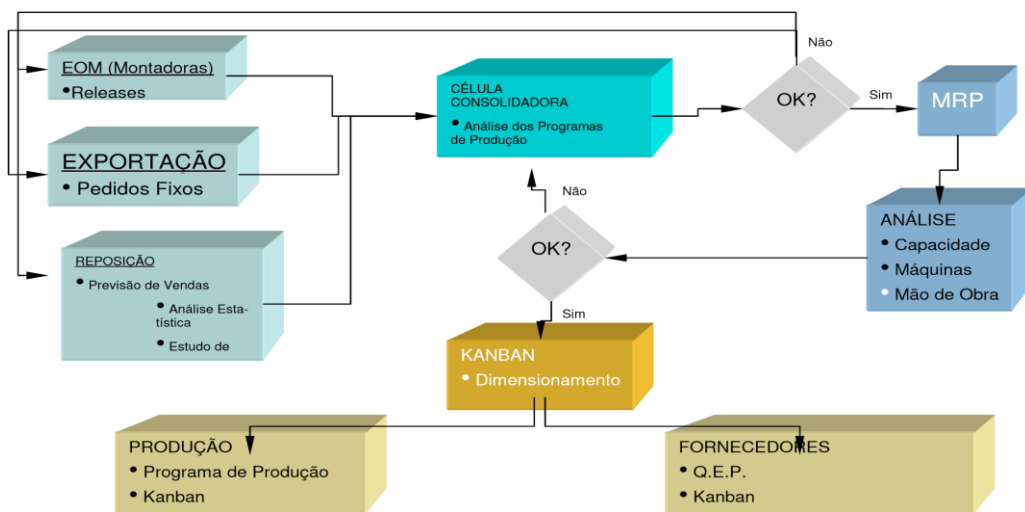 Não
EOM (Montadoras)
•Releases
CÉLULA
CONSOLIDADORA
• Análise dos Programas
de Produção
OK?
Sim
MRP
EXPORTAÇÃO
• Pedidos Fixos
Não
ANÁLISE
• Capacidade
• Máquinas
• Mão de Obra
REPOSIÇÃO
• Previsão de Vendas
• Análise Esta-
tística
• Estudo de
OK?
Sim
KANBAN
• Dimensionamento
PRODUÇÃO
• Programa de Produção
• Kanban
FORNECEDORES
• Q.E.P.
• Kanban